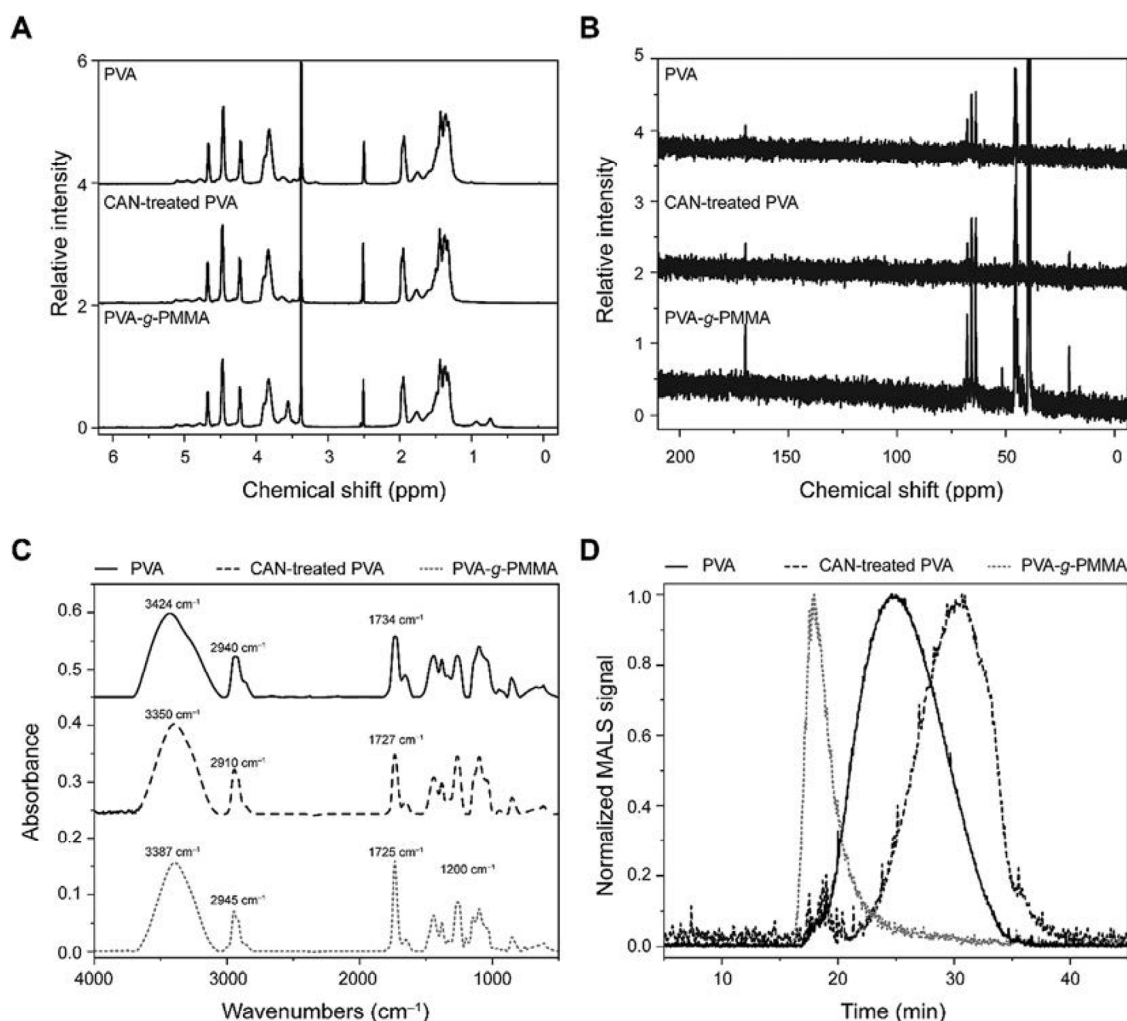 A
6
PVA
4
CAN-treated PVA
2
PVA-g-PMMA
0
6 5 4 3 2 1 0
Relative intensity
Chemical shift (ppm)
B
5
PVA
4
3
CAN-treated PVA
2
PVA-g-PMMA
1
0
200 150 100 50 0
Relative intensity
Chemical shift (ppm)
C
PVA CAN-treated PVA PVA-g-PMMA
0.6
3424 cm⁻¹
2940 cm⁻¹
1734 cm⁻¹
0.5
0.4
3350 cm⁻¹
2910 cm⁻¹
1727 cm⁻¹
0.3
0.2
3387 cm⁻¹
2945 cm⁻¹
1725 cm⁻¹
1200 cm⁻¹
0.1
0.0
4000 3000 2000 1000
Absorbance
Wavenumbers (cm⁻¹)
D
PVA CAN-treated PVA PVA-g-PMMA
1.0
0.8
0.6
0.4
0.2
0.0
10 20 30 40
Normalized MALS signal
Time (min)